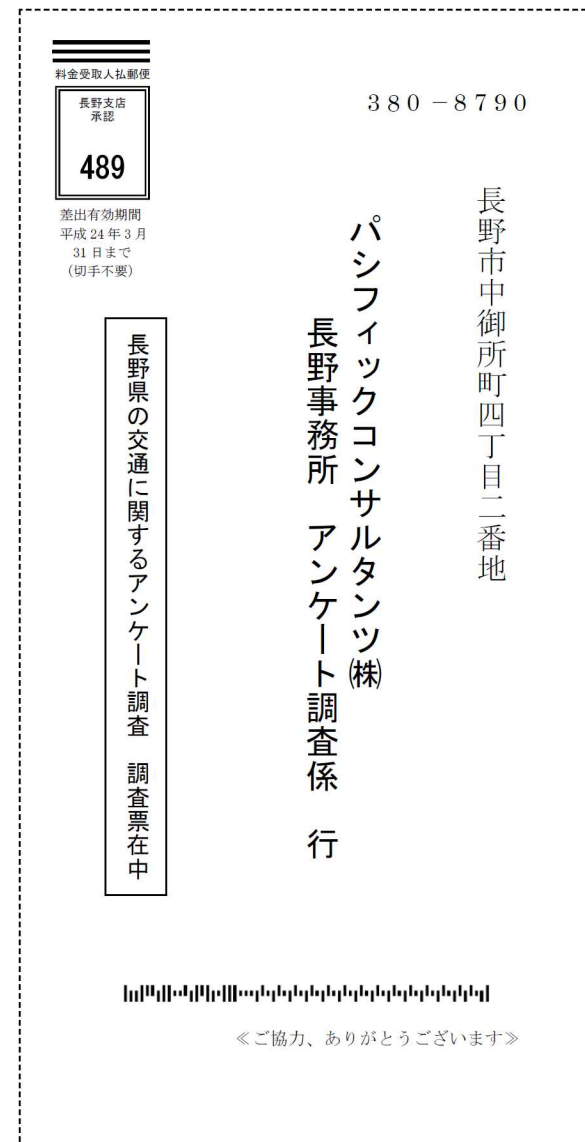 料金受取人払郵便
長野支店
承認
489
差出有効期間
平成24年3月
31日まで
(切手不要)
380-8790
長野市中御所町四丁目二番地
パシフィックコンサルタンツ㈱
長野事務所　アンケート調査係　行
長野県の交通に関するアンケート調査　調査票在中
≪ご協力、ありがとうございます≫